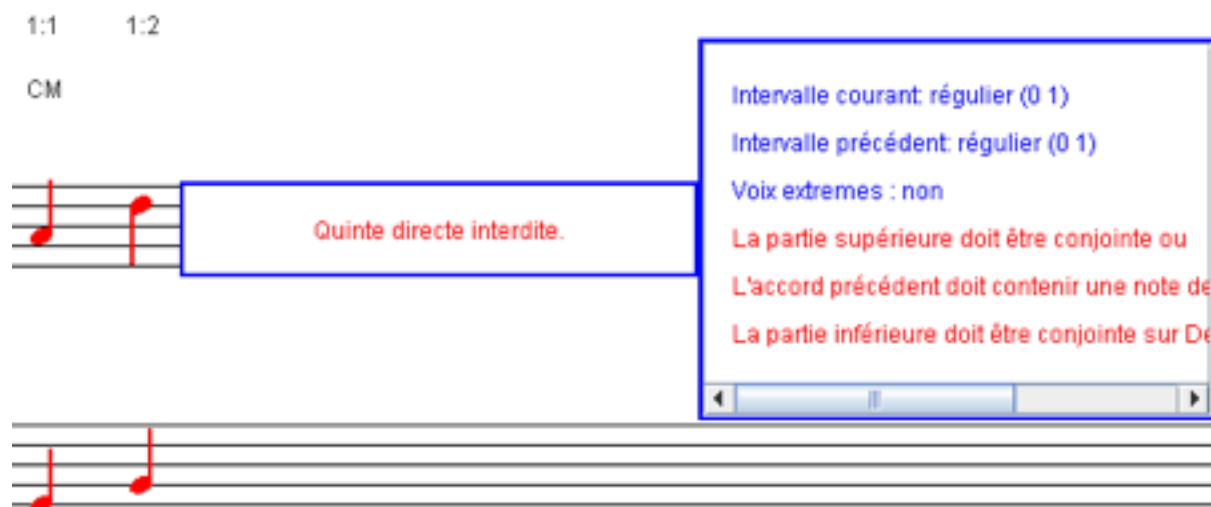 1:1 1:2
CM
Quinte directe interdite.
Intervalle courant: régulier (0 1)
Intervalle précédent: régulier (0 1)
Voix extremes : non
La partie supérieure doit être conjointe ou
L'accord précédent doit contenir une note de
La partie inférieure doit être conjointe sur De